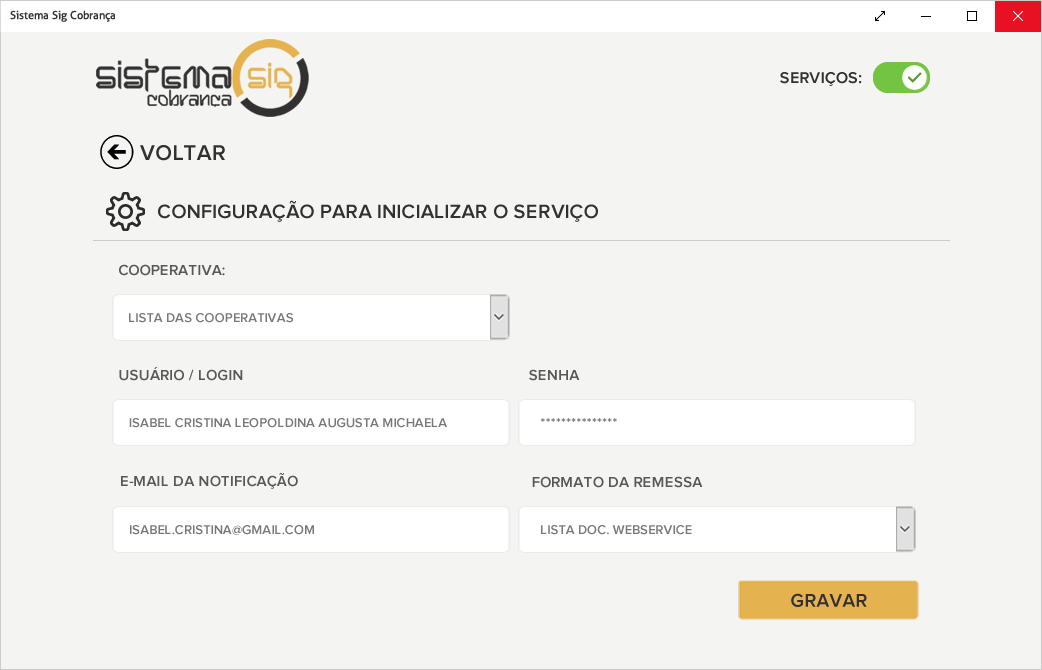 Sistema Sig Cobrança
sistema sig
cobranca
SERVIÇOS:
VOLTAR
CONFIGURAÇÃO PARA INICIALIZAR O SERVIÇO
COOPERATIVA:
LISTA DAS COOPERATIVAS
USUÁRIO / LOGIN
SENHA
ISABEL CRISTINA LEOPOLDINA AUGUSTA MICHAELA
***************
E-MAIL DA NOTIFICAÇÃO
FORMATO DA REMESSA
ISABEL.CRISTINA@GMAIL.COM
LISTA DOC. WEBSERVICE
GRAVAR